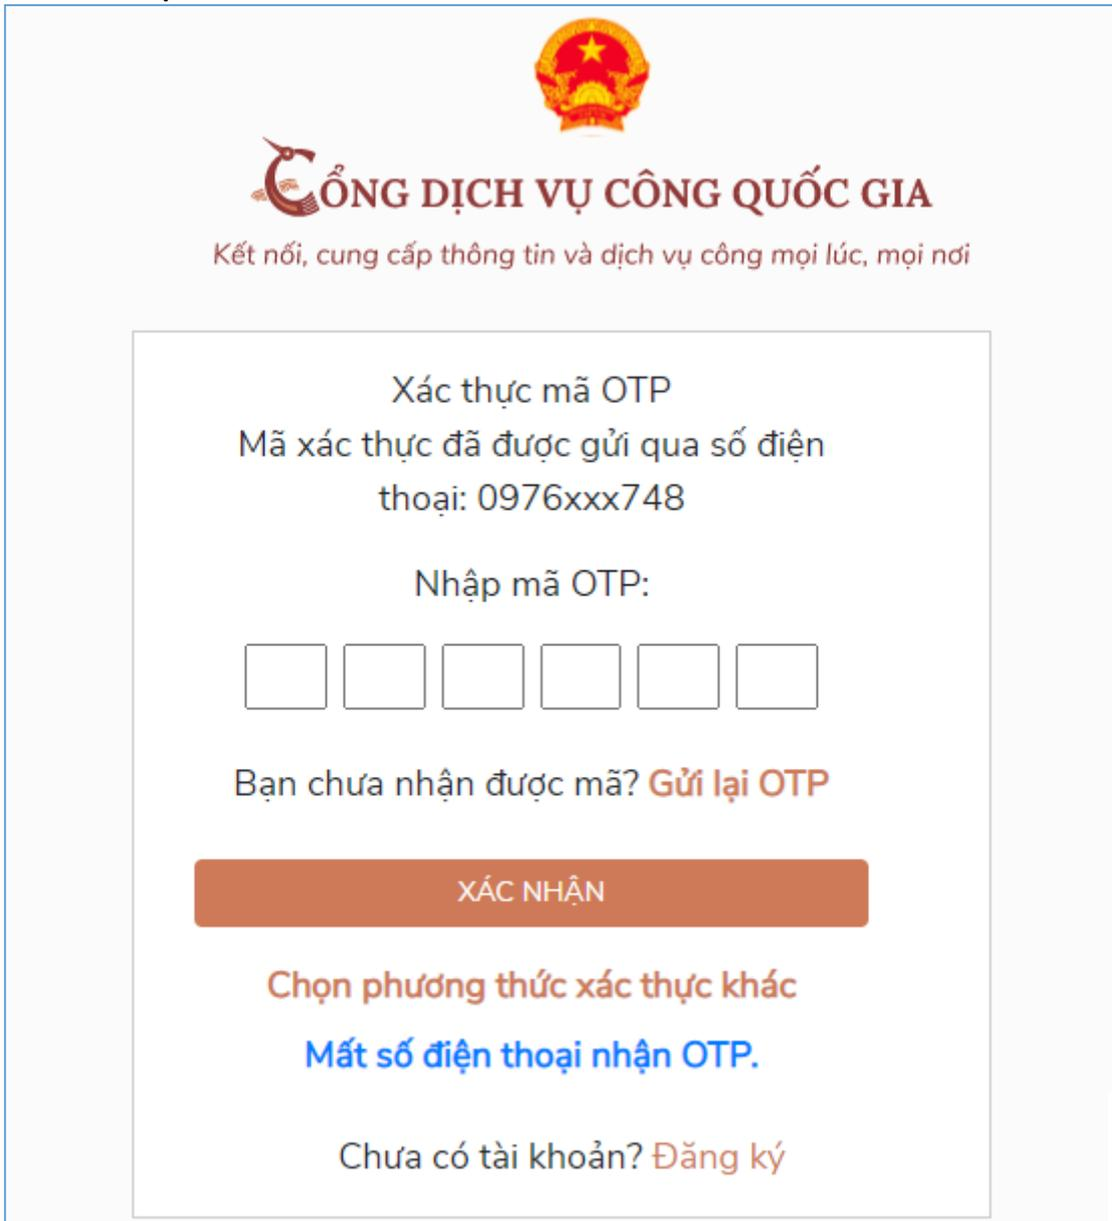 CỔNG DỊCH VỤ CÔNG QUỐC GIA
Kết nối, cung cấp thông tin và dịch vụ công mọi lúc, mọi nơi
Xác thực mã OTP
Mã xác thực đã được gửi qua số điện
thoại: 0976xxx748
Nhập mã OTP:
Bạn chưa nhận được mã? Gửi lại OTP
XÁC NHẬN
Chọn phương thức xác thực khác
Mất số điện thoại nhận OTP.
Chưa có tài khoản? Đăng ký